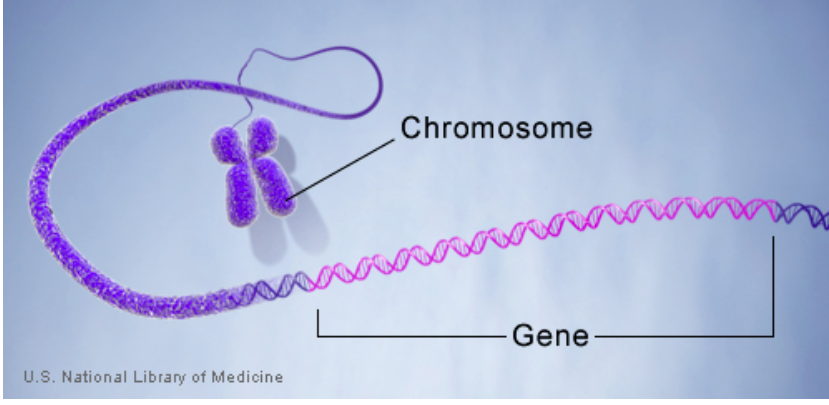 Chromosome
Gene
U.S. National Library of Medicine